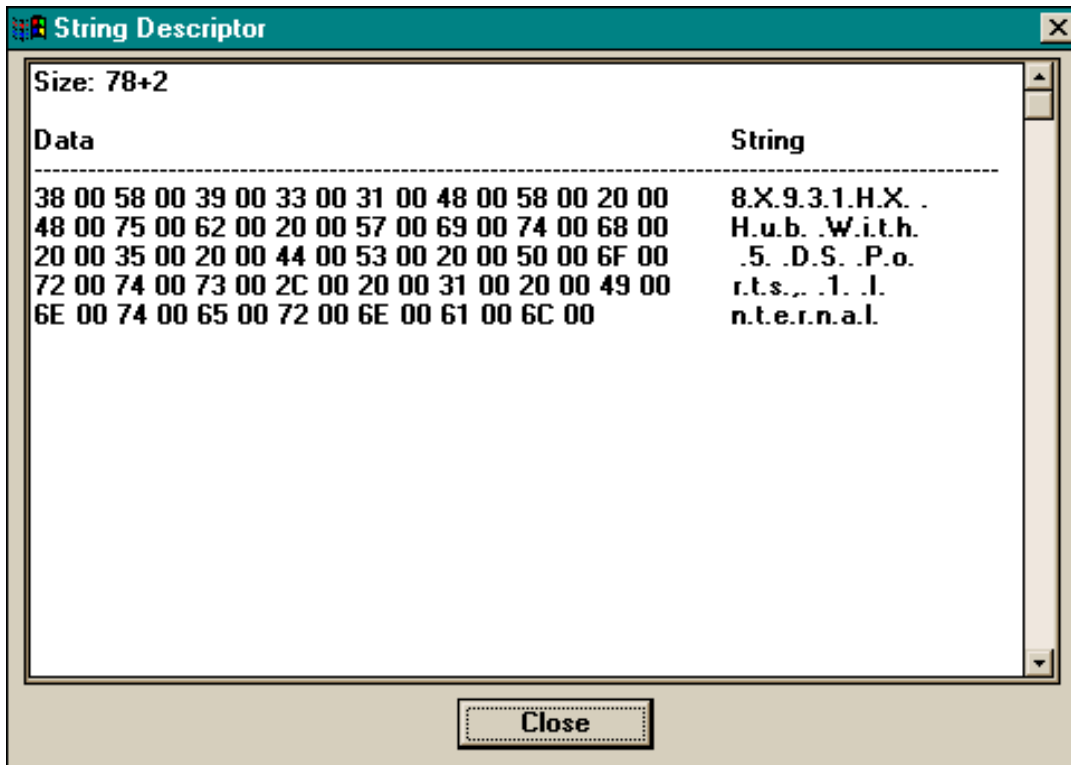 String Descriptor
Size: 78+2
Data String
--------------------------------------------------------------------------------
38 00 58 00 39 00 33 00 31 00 48 00 58 00 20 00 8.X.9.3.1.H.X. .
48 00 75 00 62 00 20 00 57 00 69 00 74 00 68 00 H.u.b. .W.i.t.h.
20 00 35 00 20 00 44 00 53 00 20 00 50 00 6F 00 .5. .D.S. .P.o.
72 00 74 00 73 00 2C 00 20 00 31 00 20 00 49 00 r.t.s.,. .1. .I.
6E 00 74 00 65 00 72 00 6E 00 61 00 6C 00 n.t.e.r.n.a.l.
Close